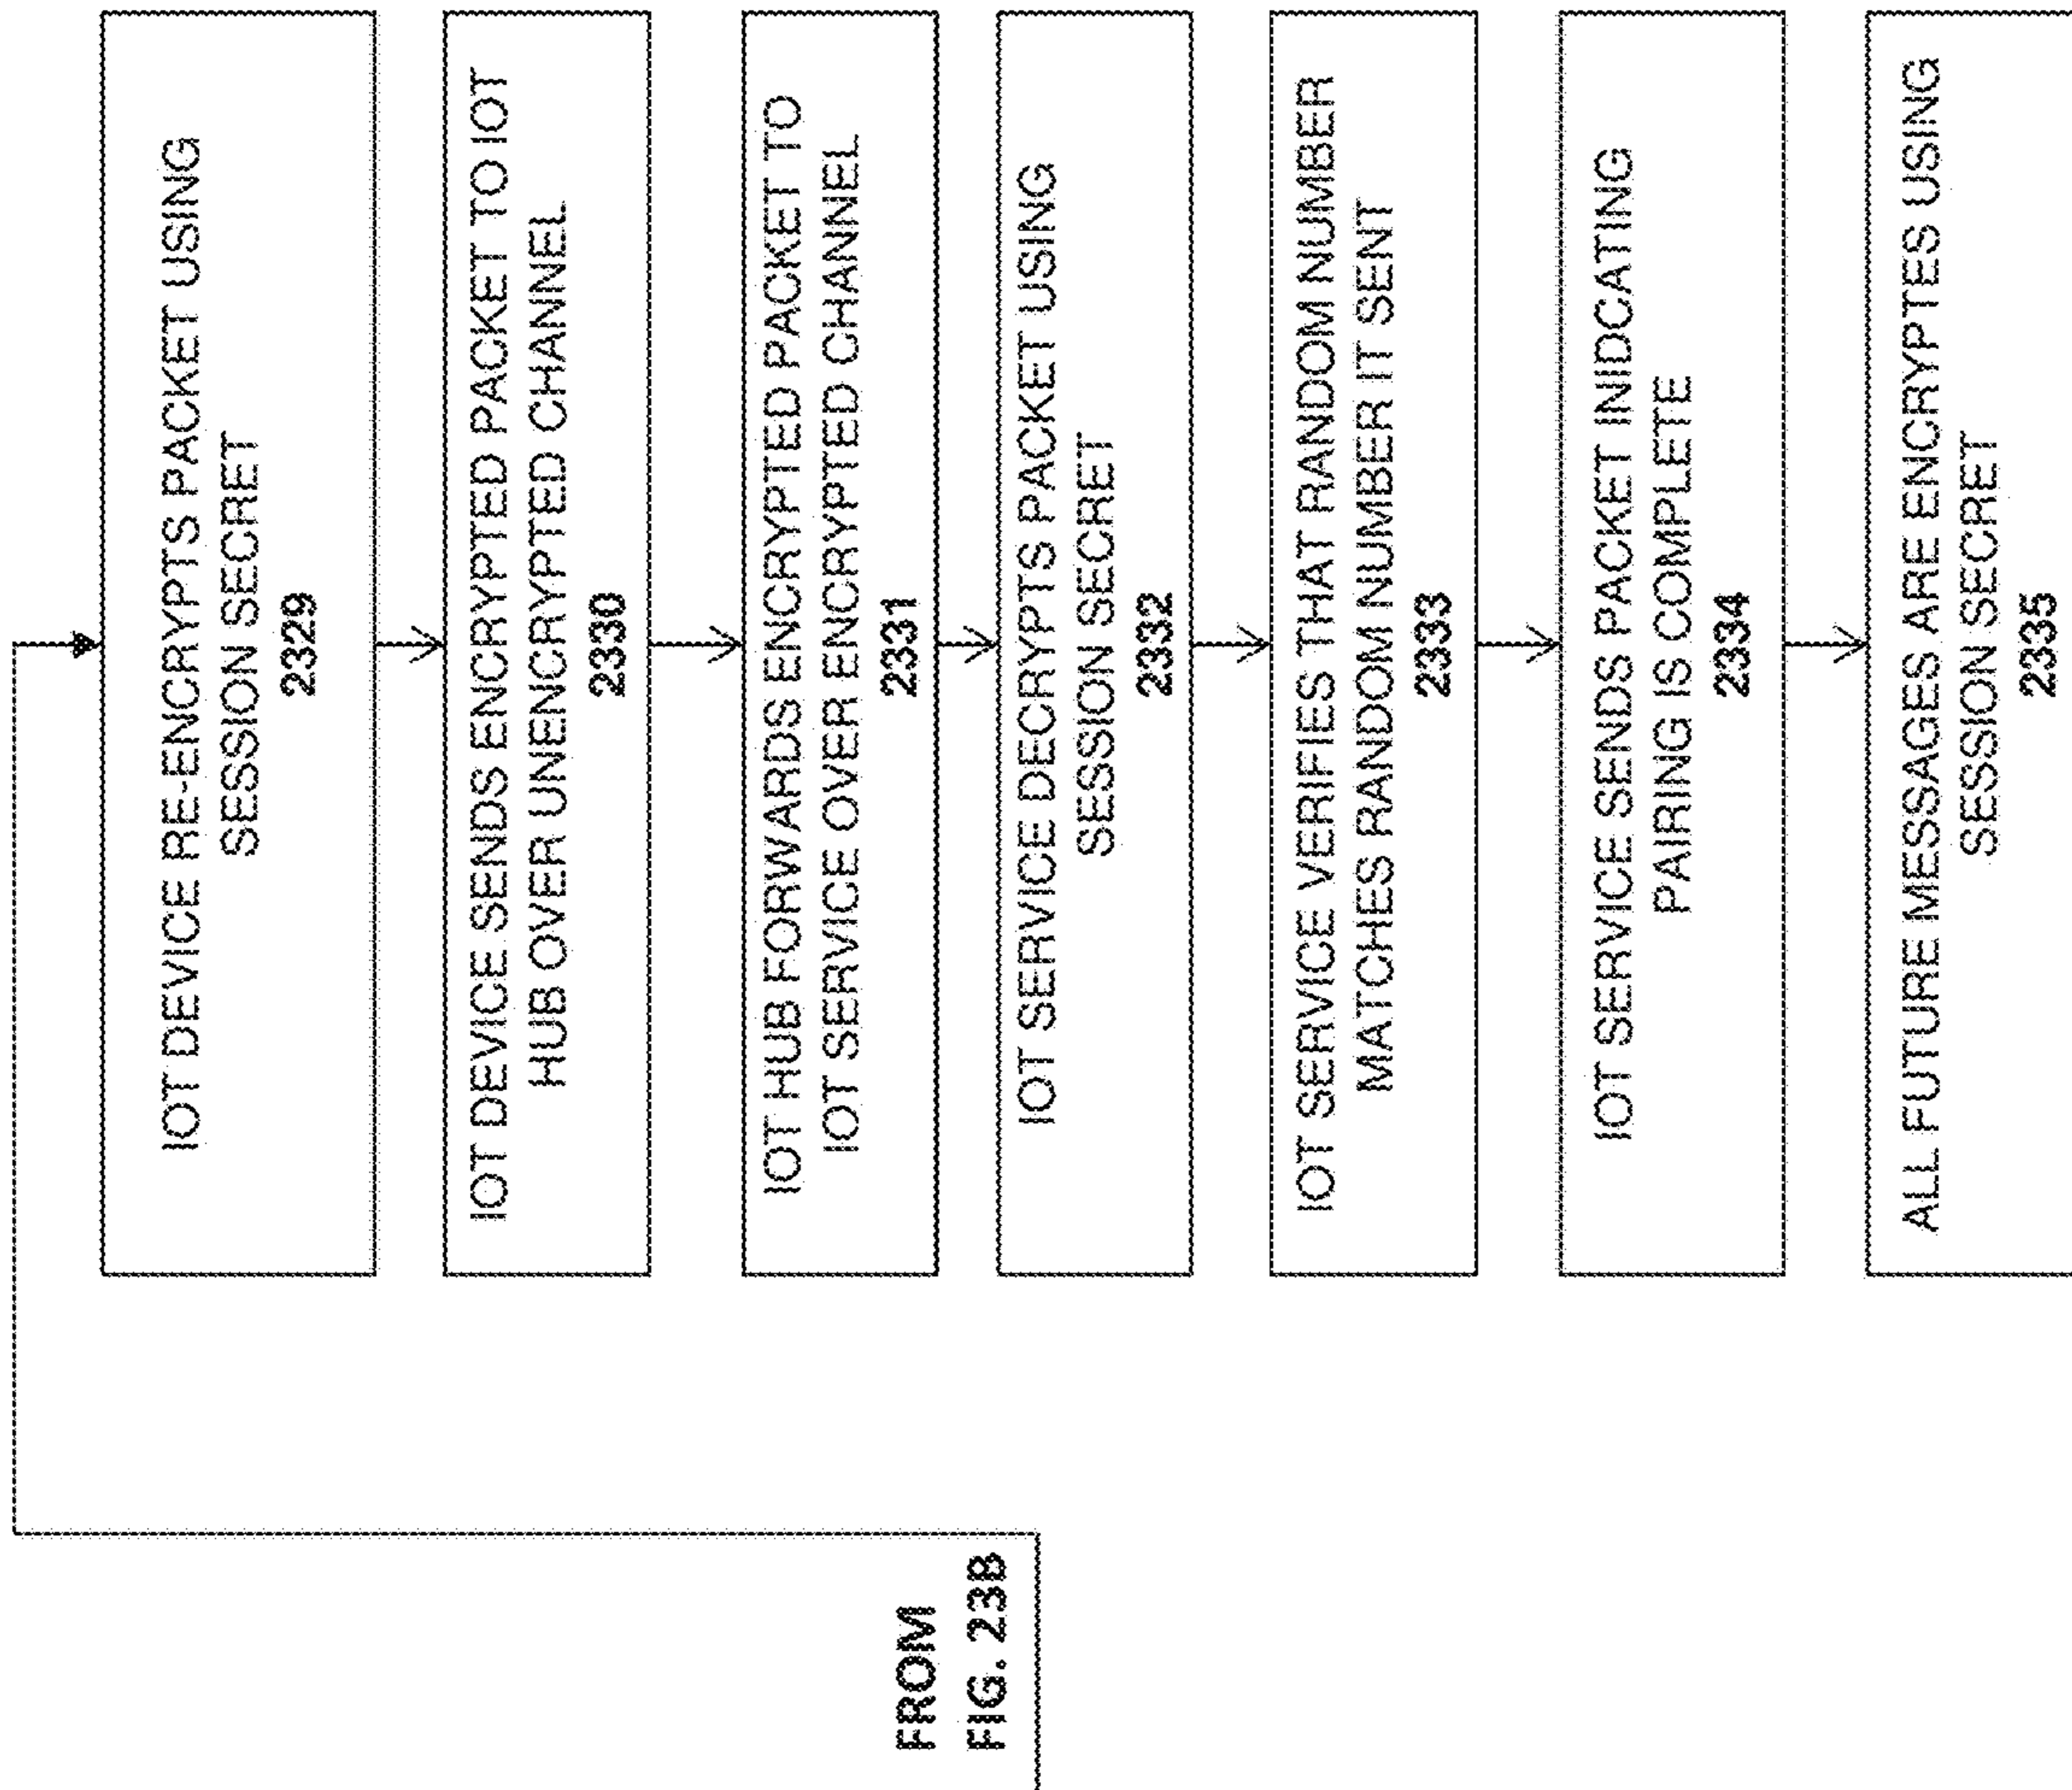 FROM
FIG. 23B
IOT DEVICE RE-ENCRYPTS PACKET USING
SESSION SECRET
2329
IOT DEVICE SENDS ENCRYPTED PACKET TO IOT
HUB OVER UNENCRYPTED CHANNEL
2330
IOT HUB FORWARDS ENCRYPTED PACKET TO
IOT SERVICE OVER ENCRYPTED CHANNEL
2331
IOT SERVICE DECRYPTS PACKET USING
SESSION SECRET
2332
IOT SERVICE VERIFIES THAT RANDOM NUMBER
MATCHES RANDOM NUMBER IT SENT
2333
IOT SERVICE SENDS PACKET INIDCATING
PAIRING IS COMPLETE
2334
ALL FUTURE MESSAGES ARE ENCRYPTES USING
SESSION SECRET
2335